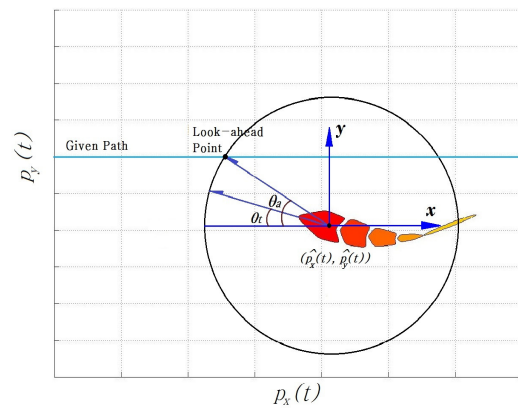 y
Look-ahead
Given Path
Point
θa
x
θt
(p̂x(t), p̂y(t))
py(t)
px(t)